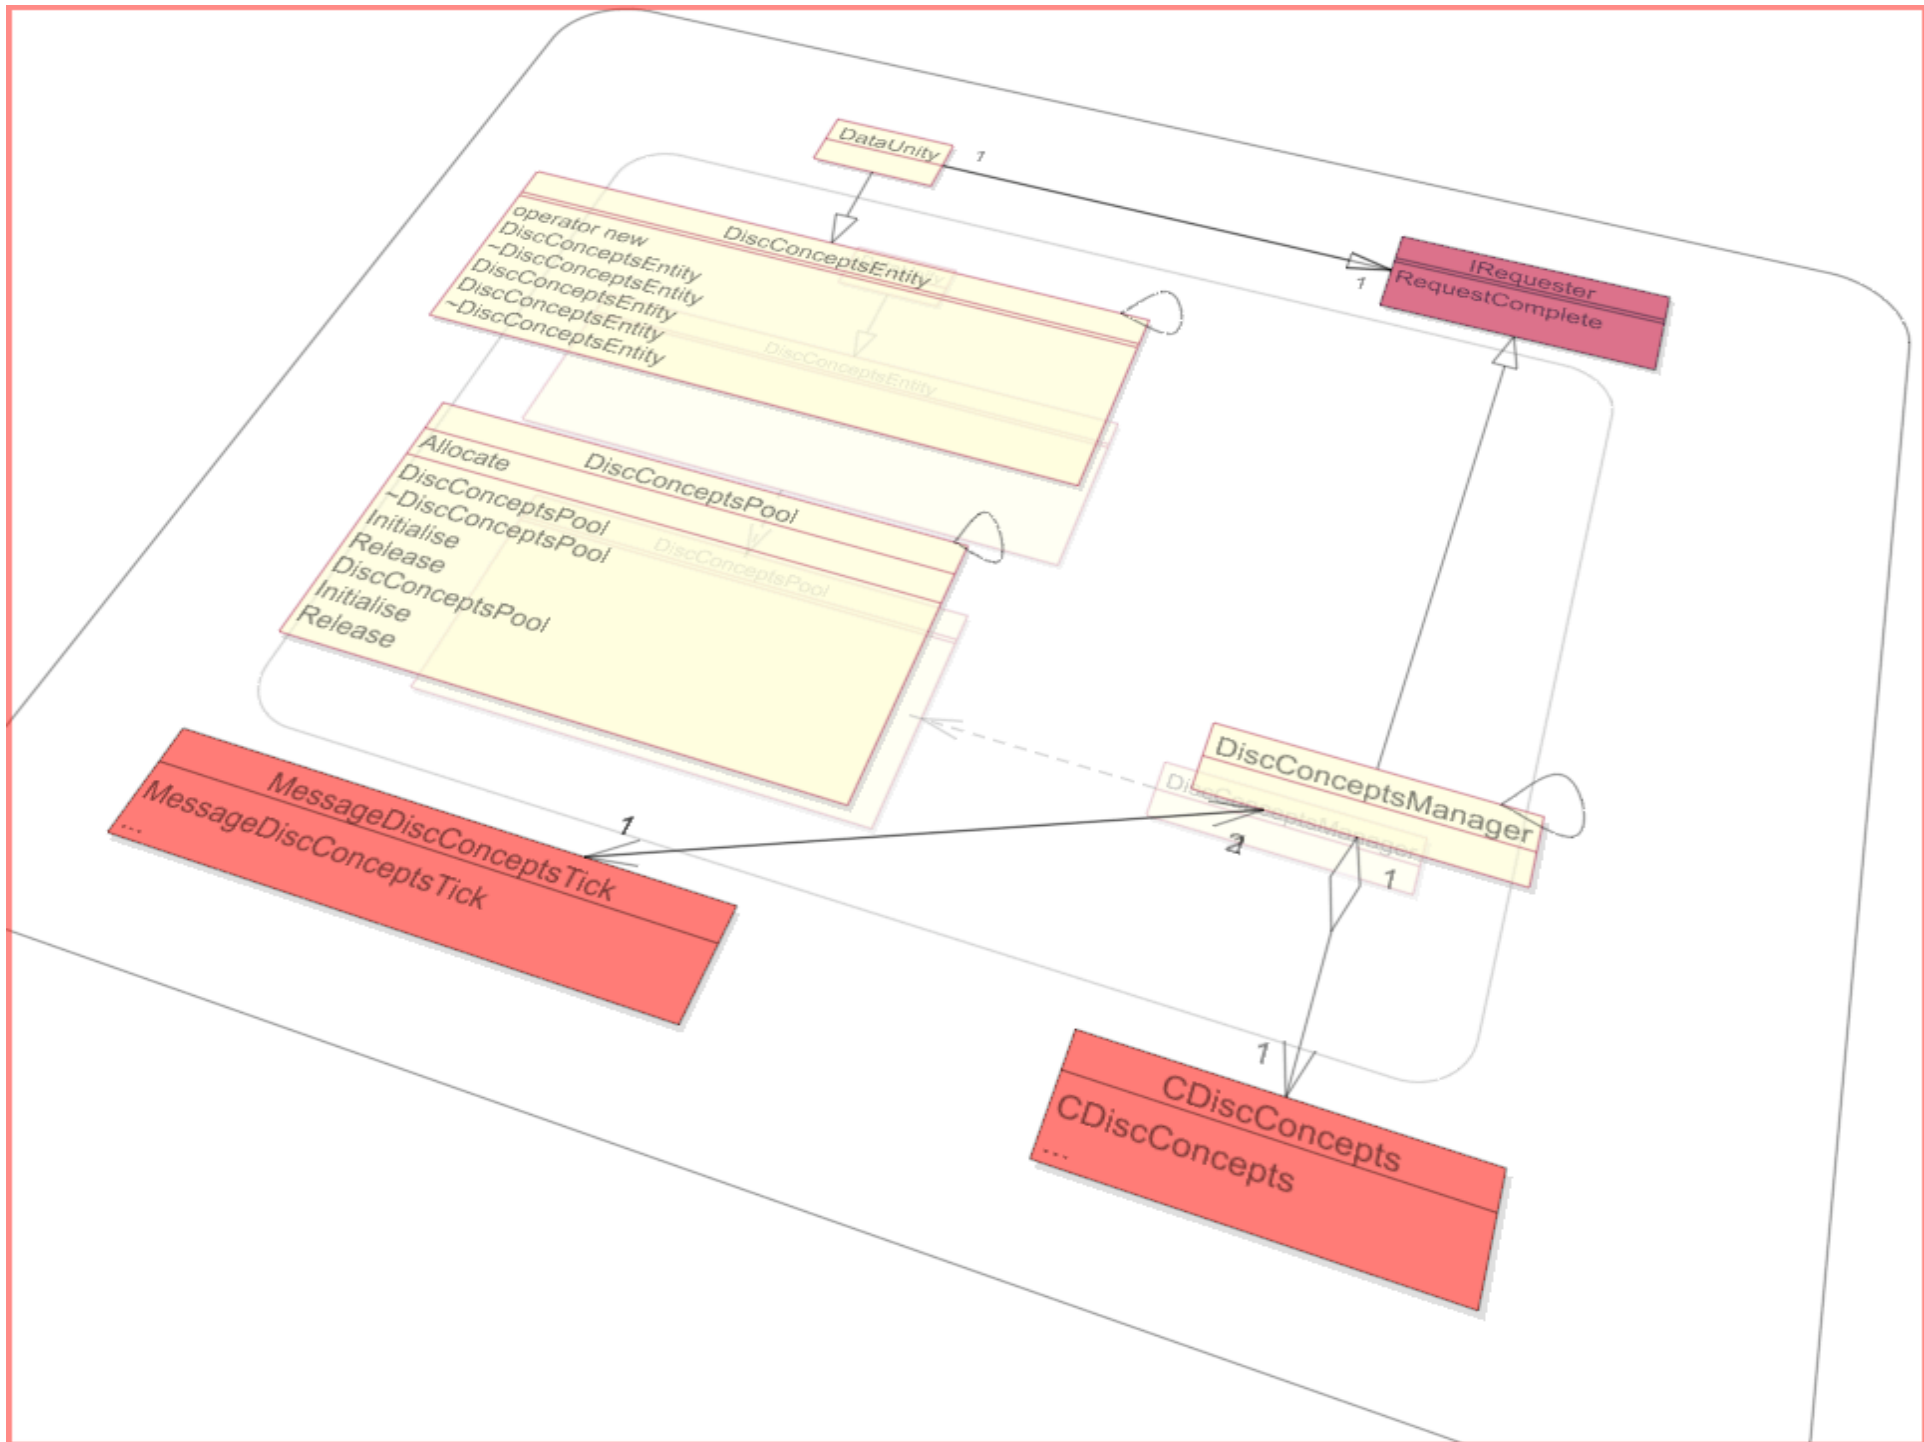 DataUnity
1
DiscConceptsEntity
operator new
DiscConceptsEntity
~DiscConceptsEntity
DiscConceptsEntity
DiscConceptsEntity
~DiscConceptsEntity
1
IRequester
RequestComplete
DiscConceptsEntity
DiscConceptsPool
Allocate
DiscConceptsPool
~DiscConceptsPool
Initialise
Release
DiscConceptsPool
Initialise
Release
DiscConceptsPool
DiscConceptsManager
DiscConceptsManager
MessageDiscConceptsTick
MessageDiscConceptsTick
...
1
1
1
CDiscConcepts
CDiscConcepts
...